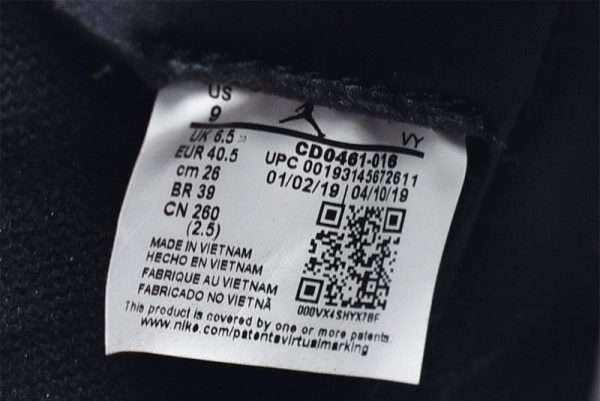 US
9
VY
UK 6.5
EUR 40.5
cm 26
BR 39
CN 260
(2.5)
CD0461-016
UPC 00193145672611
01/02/19 | 04/10/19
000VX4SHYX7BF
MADE IN VIETNAM
HECHO EN VIETNAM
FABRIQUE AU VIETNAM
FABRICADO NO VIETNÃ
This product is covered by one or more patents.
www.nike.com/patentsvirtualmarking